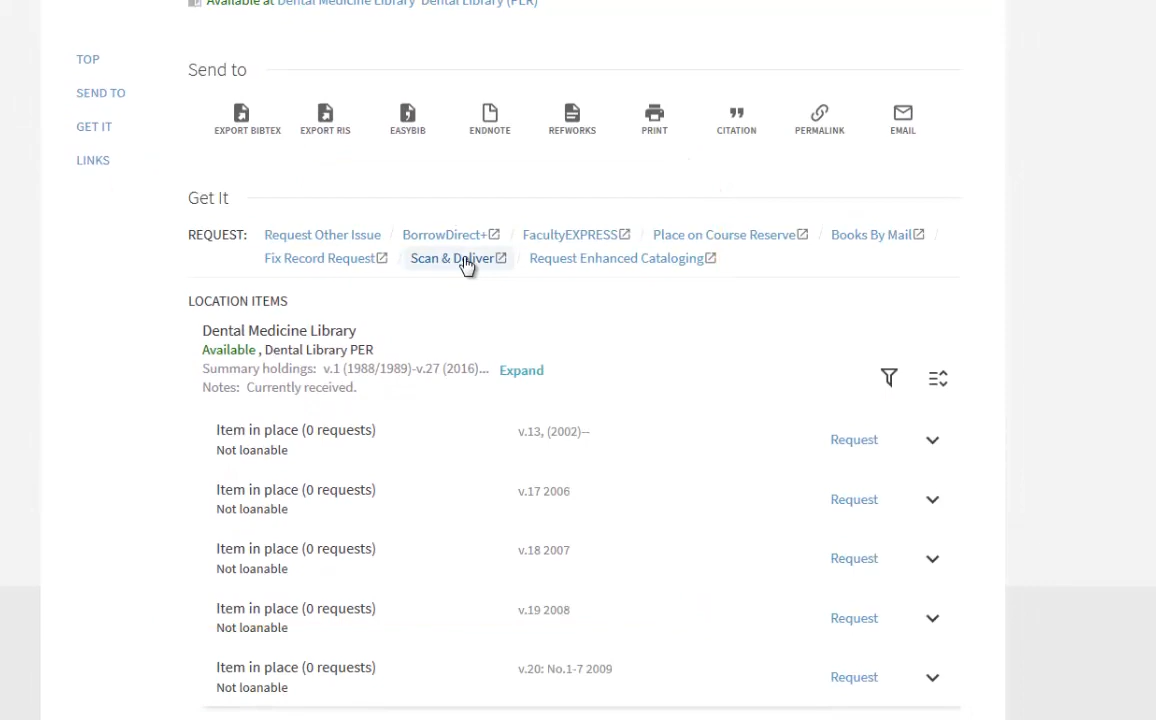 Available at Dental Medicine Library Dental Library (PER)
TOP
SEND TO
GET IT
LINKS
Send to
EXPORT BIBTEX EXPORT RIS EASYBIB ENDNOTE REFWORKS PRINT CITATION PERMALINK EMAIL
Get It
REQUEST: Request Other Issue / BorrowDirect+ / FacultyEXPRESS / Place on Course Reserve / Books By Mail /
Fix Record Request / Scan & Deliver / Request Enhanced Cataloging
LOCATION ITEMS
Dental Medicine Library
Available , Dental Library PER
Summary holdings: v.1 (1988/1989)-v.27 (2016)... Expand
Notes: Currently received.
Item in place (0 requests) v.13, (2002)-- Request
Not loanable
Item in place (0 requests) v.17 2006 Request
Not loanable
Item in place (0 requests) v.18 2007 Request
Not loanable
Item in place (0 requests) v.19 2008 Request
Not loanable
Item in place (0 requests) v.20: No.1-7 2009 Request
Not loanable